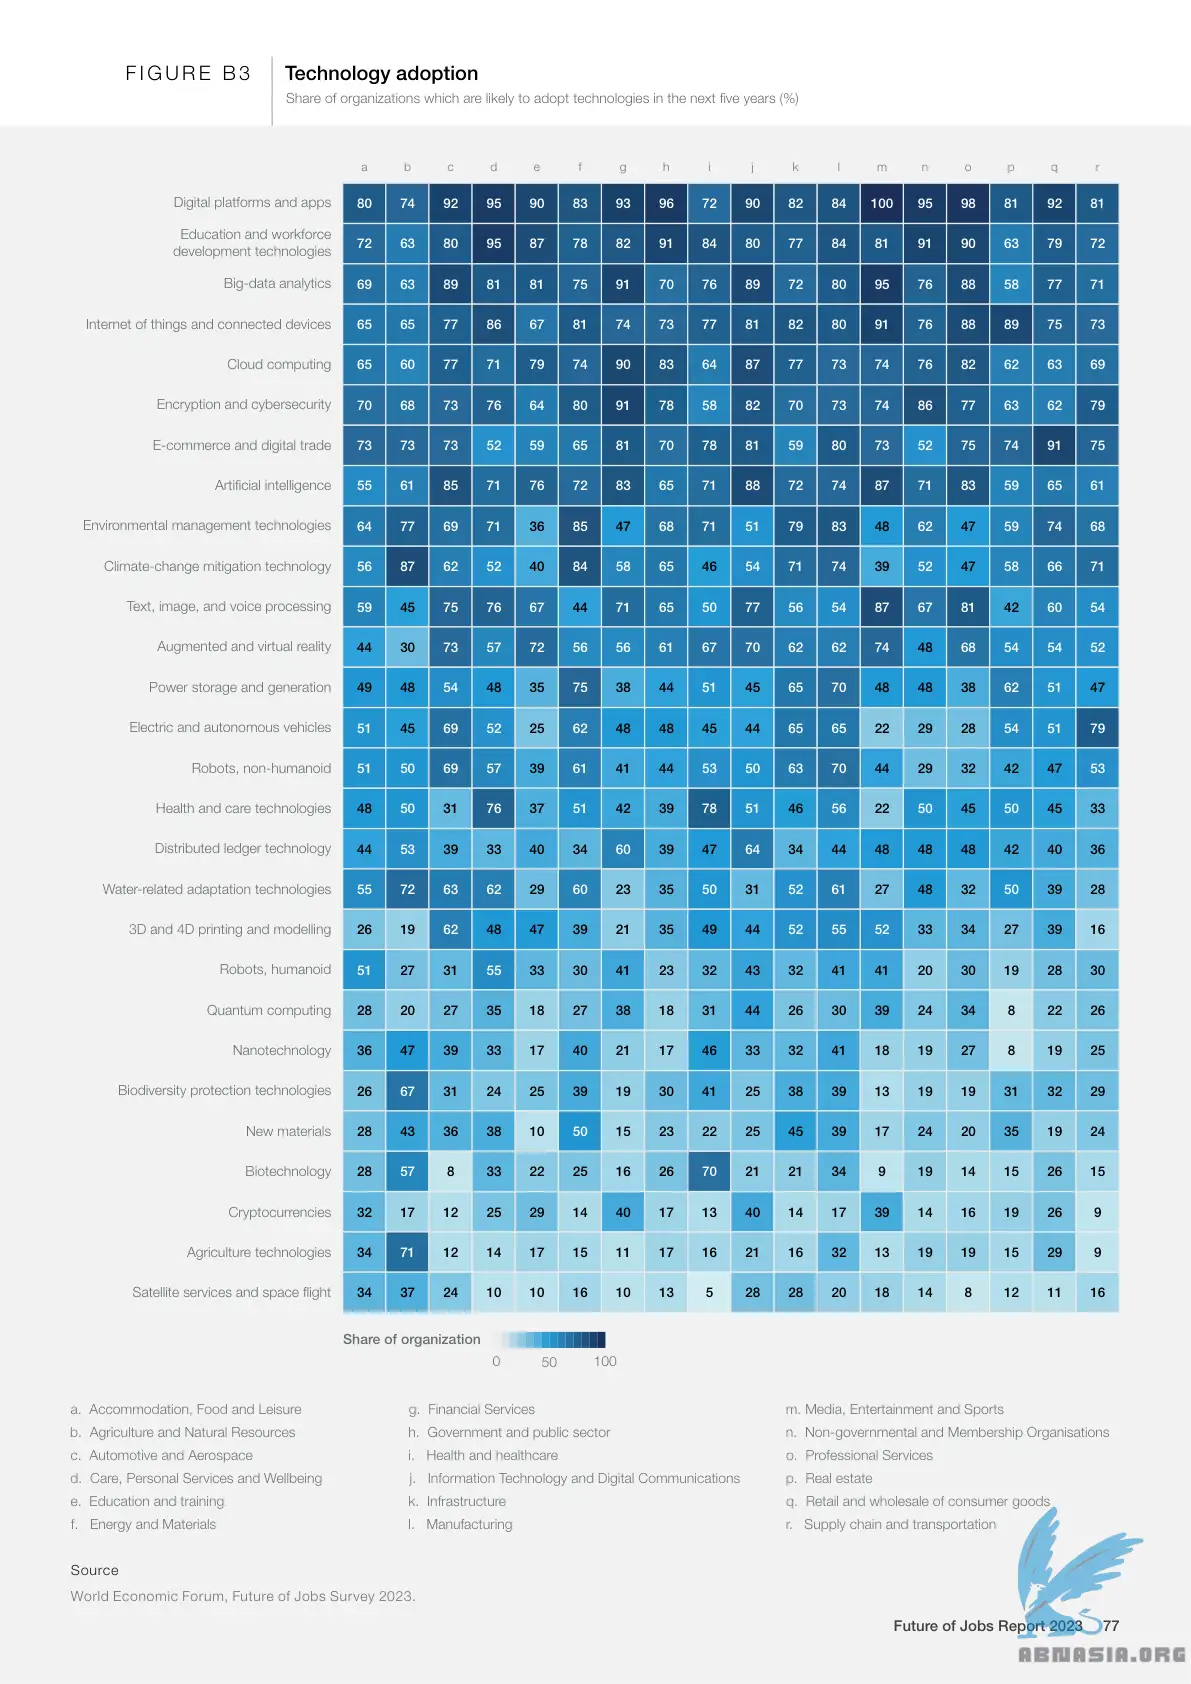 FIGURE B3
Technology adoption
Share of organizations which are likely to adopt technologies in the next five years (%)
a b c d e f g h i j k l m n o p q r
Digital platforms and apps 80 74 92 95 90 83 93 96 72 90 82 84 100 95 98 81 92 81
Education and workforce
development technologies 72 63 80 95 87 78 82 91 84 80 77 84 81 91 90 63 79 72
Big-data analytics 69 63 89 81 81 75 91 70 76 89 72 80 95 76 88 58 77 71
Internet of things and connected devices 65 65 77 86 67 81 74 73 77 81 82 80 91 76 88 89 75 73
Cloud computing 65 60 77 71 79 74 90 83 64 87 77 73 74 76 82 62 63 69
Encryption and cybersecurity 70 68 73 76 64 80 91 78 58 82 70 73 74 86 77 63 62 79
E-commerce and digital trade 73 73 73 52 59 65 81 70 78 81 59 80 73 52 75 74 91 75
Artificial intelligence 55 61 85 71 76 72 83 65 71 88 72 74 87 71 83 59 65 61
Environmental management technologies 64 77 69 71 36 85 47 68 71 51 79 83 48 62 47 59 74 68
Climate-change mitigation technology 56 87 62 52 40 84 58 65 46 54 71 74 39 52 47 58 66 71
Text, image, and voice processing 59 45 75 76 67 44 71 65 50 77 56 54 87 67 81 42 60 54
Augmented and virtual reality 44 30 73 57 72 56 56 61 67 70 62 62 74 48 68 54 54 52
Power storage and generation 49 48 54 48 35 75 38 44 51 45 65 70 48 48 38 62 51 47
Electric and autonomous vehicles 51 45 69 52 25 62 48 48 45 44 65 65 22 29 28 54 51 79
Robots, non-humanoid 51 50 69 57 39 61 41 44 53 50 63 70 44 29 32 42 47 53
Health and care technologies 48 50 31 76 37 51 42 39 78 51 46 56 22 50 45 50 45 33
Distributed ledger technology 44 53 39 33 40 34 60 39 47 64 34 44 48 48 48 42 40 36
Water-related adaptation technologies 55 72 63 62 29 60 23 35 50 31 52 61 27 48 32 50 39 28
3D and 4D printing and modelling 26 19 62 48 47 39 21 35 49 44 52 55 52 33 34 27 39 16
Robots, humanoid 51 27 31 55 33 30 41 23 32 43 32 41 41 20 30 19 28 30
Quantum computing 28 20 27 35 18 27 38 18 31 44 26 30 39 24 34 8 22 26
Nanotechnology 36 47 39 33 17 40 21 17 46 33 32 41 18 19 27 8 19 25
Biodiversity protection technologies 26 67 31 24 25 39 19 30 41 25 38 39 13 19 19 31 32 29
New materials 28 43 36 38 10 50 15 23 22 25 45 39 17 24 20 35 19 24
Biotechnology 28 57 8 33 22 25 16 26 70 21 21 34 9 19 14 15 26 15
Cryptocurrencies 32 17 12 25 29 14 40 17 13 40 14 17 39 14 16 19 26 9
Agriculture technologies 34 71 12 14 17 15 11 17 16 21 16 32 13 19 19 15 29 9
Satellite services and space flight 34 37 24 10 10 16 10 13 5 28 28 20 18 14 8 12 11 16
Share of organization
0 50 100
a. Accommodation, Food and Leisure
b. Agriculture and Natural Resources
c. Automotive and Aerospace
d. Care, Personal Services and Wellbeing
e. Education and training
f. Energy and Materials
g. Financial Services
h. Government and public sector
i. Health and healthcare
j. Information Technology and Digital Communications
k. Infrastructure
l. Manufacturing
m. Media, Entertainment and Sports
n. Non-governmental and Membership Organisations
o. Professional Services
p. Real estate
q. Retail and wholesale of consumer goods
r. Supply chain and transportation
Source
World Economic Forum, Future of Jobs Survey 2023.
Future of Jobs Report 2023 77
ABNASIA.ORG